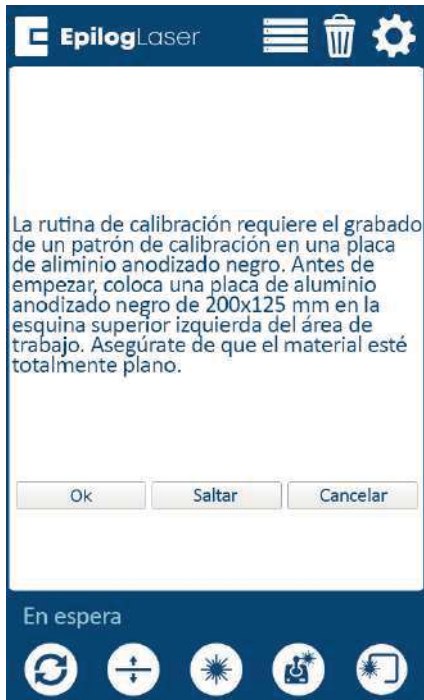 EpilogLaser
La rutina de calibración requiere el grabado
de un patrón de calibración en una placa
de aliminio anodizado negro. Antes de
empezar, coloca una placa de aluminio
anodizado negro de 200x125 mm en la
esquina superior izquierda del área de
trabajo. Asegúrate de que el material esté
totalmente plano.
Ok Saltar Cancelar
En espera